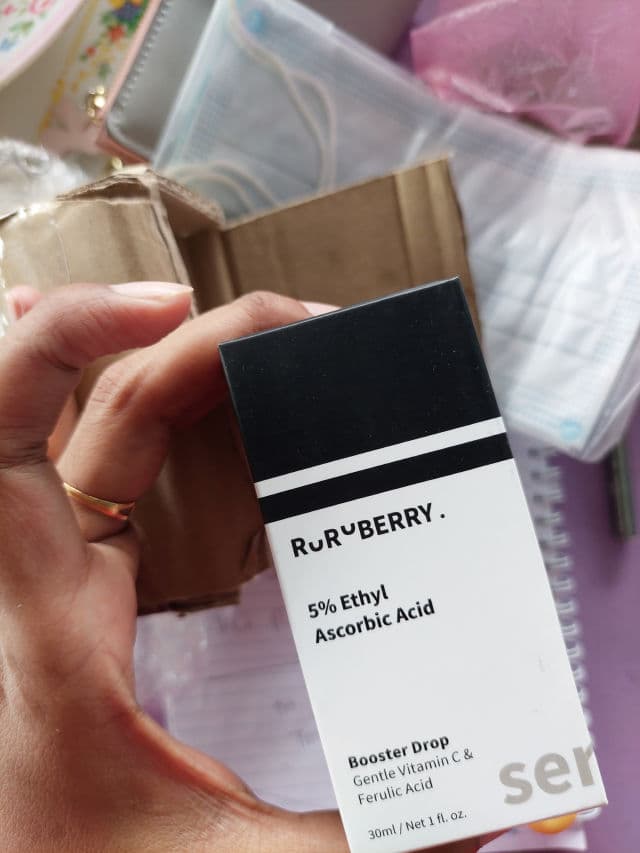 RuRuBERRY.
5% Ethyl
Ascorbic Acid
Booster Drop
Gentle Vitamin C &
Ferulic Acid
30ml / Net 1 fl. oz.
ser